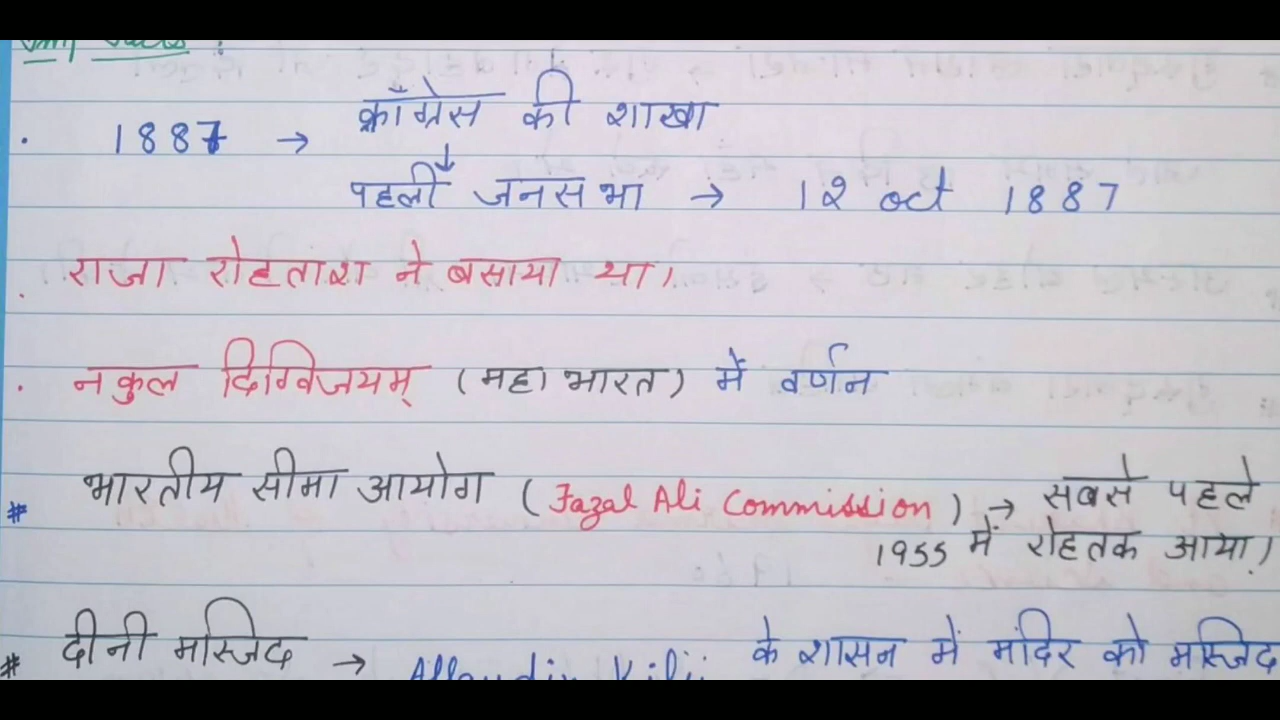 . 1887 → काँग्रेस की शाखा
↓
पहली जनसभा → 12 oct 1887
. राजा रोहताश ने बसाया था।
. नकुल दिग्विजयम् (महाभारत) में वर्णन
# भारतीय सीमा आयोग (Fazal Ali Commission) → सबसे पहले
1955 में रोहतक आया।
# दीनी मस्जिद → के शासन में मंदिर को मस्जिद